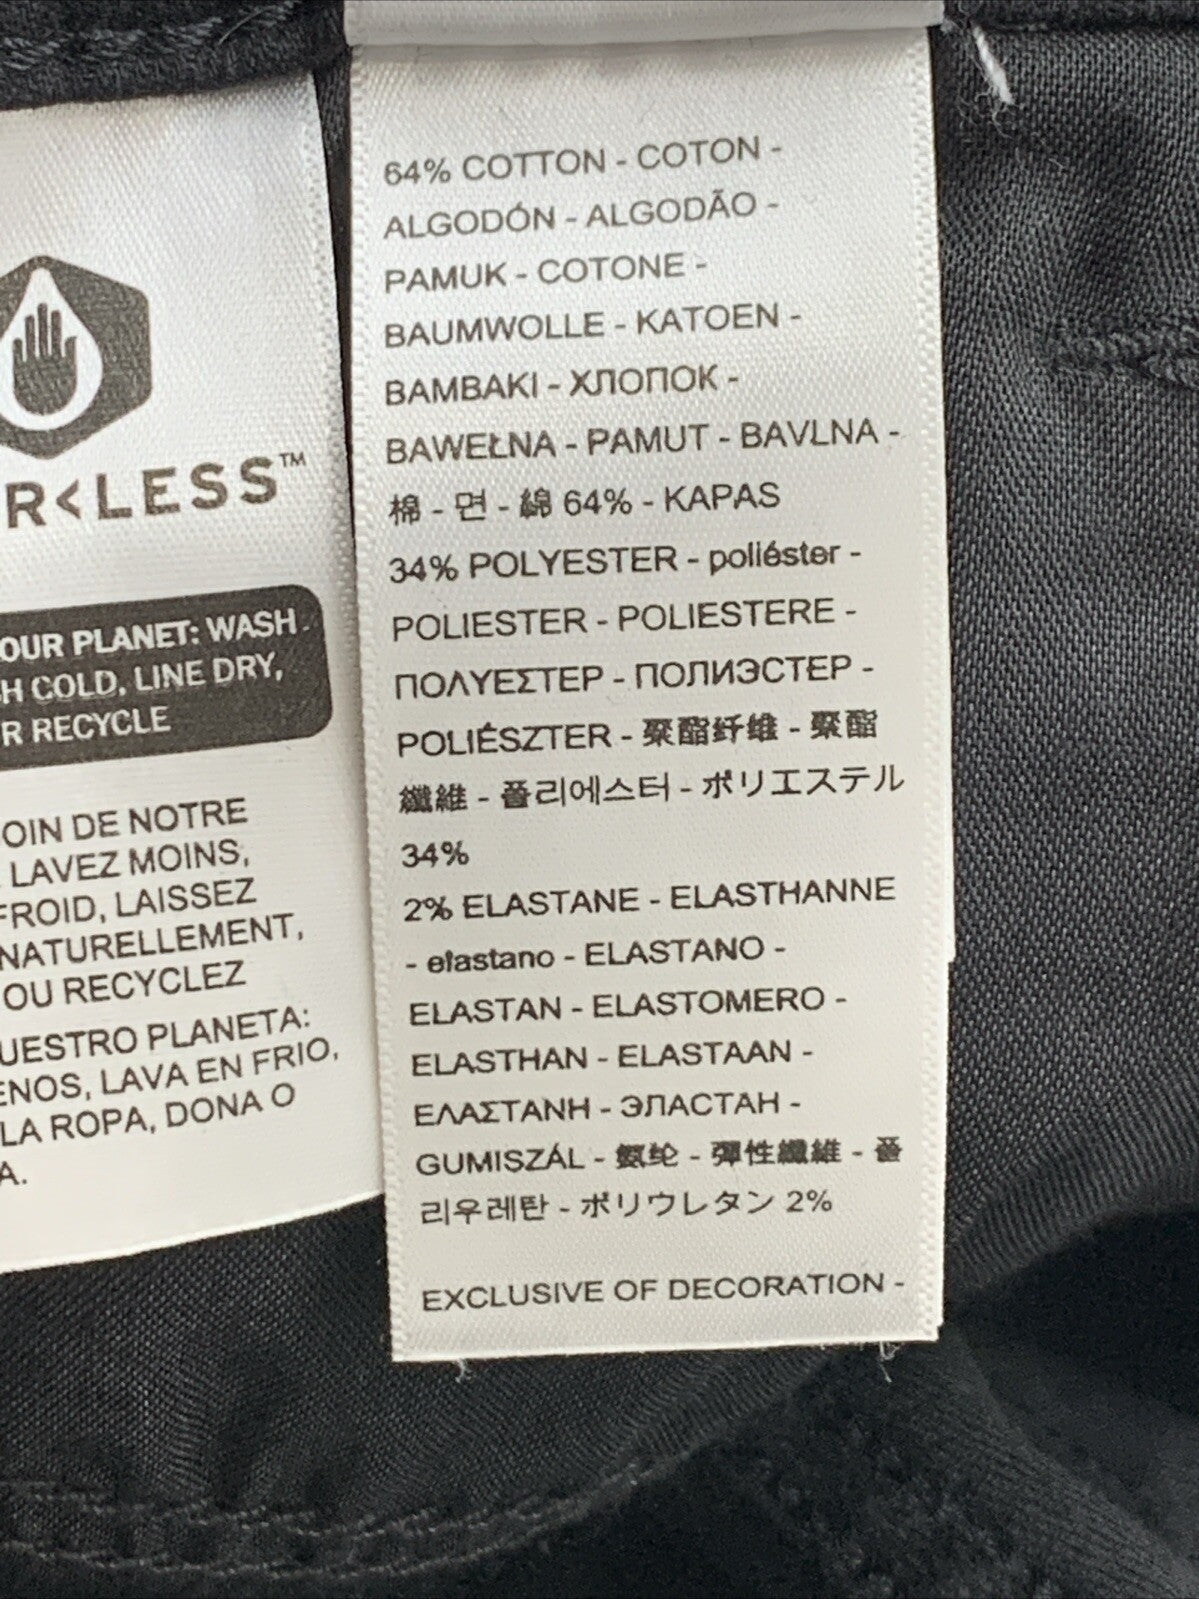 R<LESS™
OUR PLANET: WASH
COLD, LINE DRY,
RECYCLE
OIN DE NOTRE
LAVEZ MOINS,
FROID, LAISSEZ
NATURELLEMENT,
OU RECYCLEZ
UESTRO PLANETA:
ENOS, LAVA EN FRIO,
LA ROPA, DONA O
A.
64% COTTON - COTON -
ALGODÓN - ALGODÃO -
PAMUK - COTONE -
BAUMWOLLE - KATOEN -
BAMBAKI - ХЛОПОК -
BAWEŁNA - PAMUT - BAVLNA -
棉 - 면 - 綿 64% - KAPAS
34% POLYESTER - poliéster -
POLIESTER - POLIESTERE -
ΠΟΛΥΕΣΤΕΡ - ПОЛИЭСТЕР -
POLIÉSZTER - 聚酯纤维 - 聚酯
纖維 - 폴리에스터 - ポリエステル
34%
2% ELASTANE - ELASTHANNE
- elastano - ELASTANO -
ELASTAN - ELASTOMERO -
ELASTHAN - ELASTAAN -
ΕΛΑΣΤΑΝΗ - ЭЛАСТАН -
GUMISZÁL - 氨纶 - 彈性纖維 - 폴
리우레탄 - ポリウレタン 2%
EXCLUSIVE OF DECORATION -